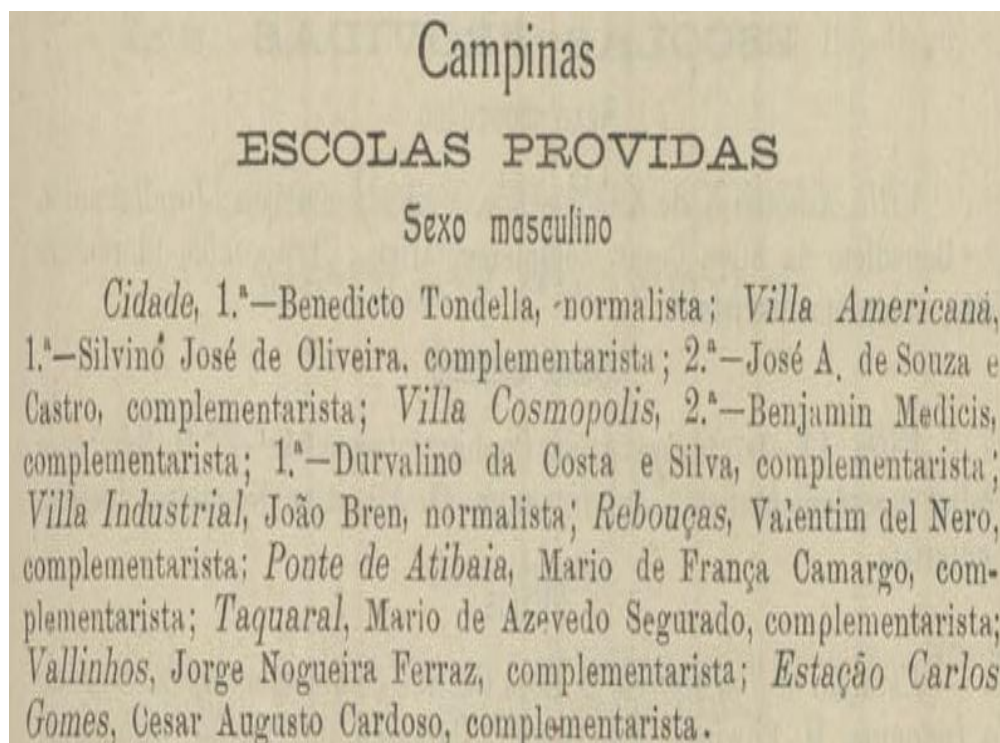 Campinas
ESCOLAS PROVIDAS
Sexo masculino
Cidade, 1.ª—Benedicto Tondella, normalista; Villa Americana,
1.ª—Silvino José de Oliveira, complementarista; 2.ª—José A. de Souza e
Castro, complementarista; Villa Cosmopolis, 2.ª—Benjamin Medicis,
complementarista; 1.ª—Durvalino da Costa e Silva, complementarista;
Villa Industrial, João Bren, normalista; Rebouças, Valentim del Nero,
complementarista; Ponte de Atibaia, Mario de França Camargo, com-
plementarista; Taquaral, Mario de Azevedo Segurado, complementarista;
Vallinhos, Jorge Nogueira Ferraz, complementarista; Estação Carlos
Gomes, Cesar Augusto Cardoso, complementarista.